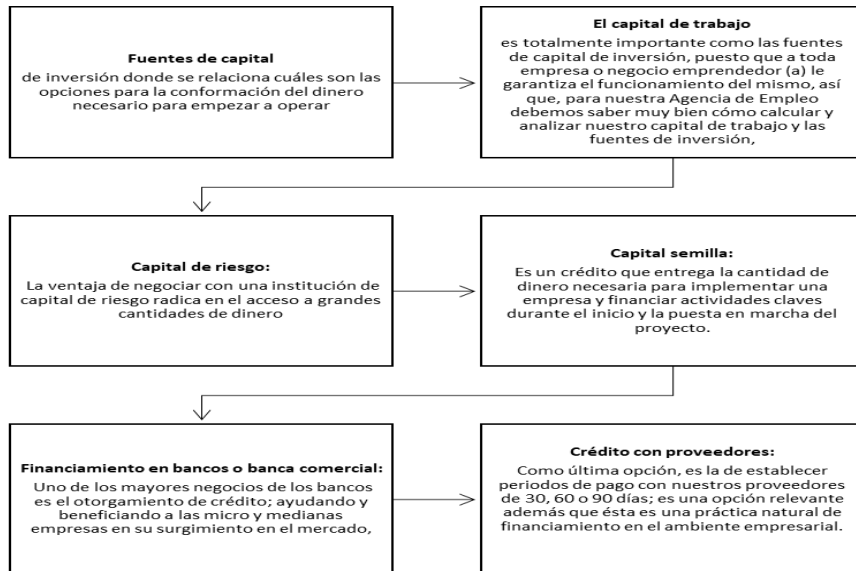 Fuentes de capital
de inversión donde se relaciona cuáles son las
opciones para la conformación del dinero
necesario para empezar a operar
El capital de trabajo
es totalmente importante como las fuentes
de capital de inversión, puesto que a toda
empresa o negocio emprendedor (a) le
garantiza el funcionamiento del mismo, así
que, para nuestra Agencia de Empleo
debemos saber muy bien cómo calcular y
analizar nuestro capital de trabajo y las
fuentes de inversión,
Capital de riesgo:
La ventaja de negociar con una institución de
capital de riesgo radica en el acceso a grandes
cantidades de dinero
Capital semilla:
Es un crédito que entrega la cantidad de
dinero necesaria para implementar una
empresa y financiar actividades claves
durante el inicio y la puesta en marcha del
proyecto.
Financiamiento en bancos o banca comercial:
Uno de los mayores negocios de los bancos
es el otorgamiento de crédito; ayudando y
beneficiando a las micro y medianas
empresas en su surgimiento en el mercado,
Crédito con proveedores:
Como última opción, es la de establecer
periodos de pago con nuestros proveedores
de 30, 60 o 90 días; es una opción relevante
además que ésta es una práctica natural de
financiamiento en el ambiente empresarial.